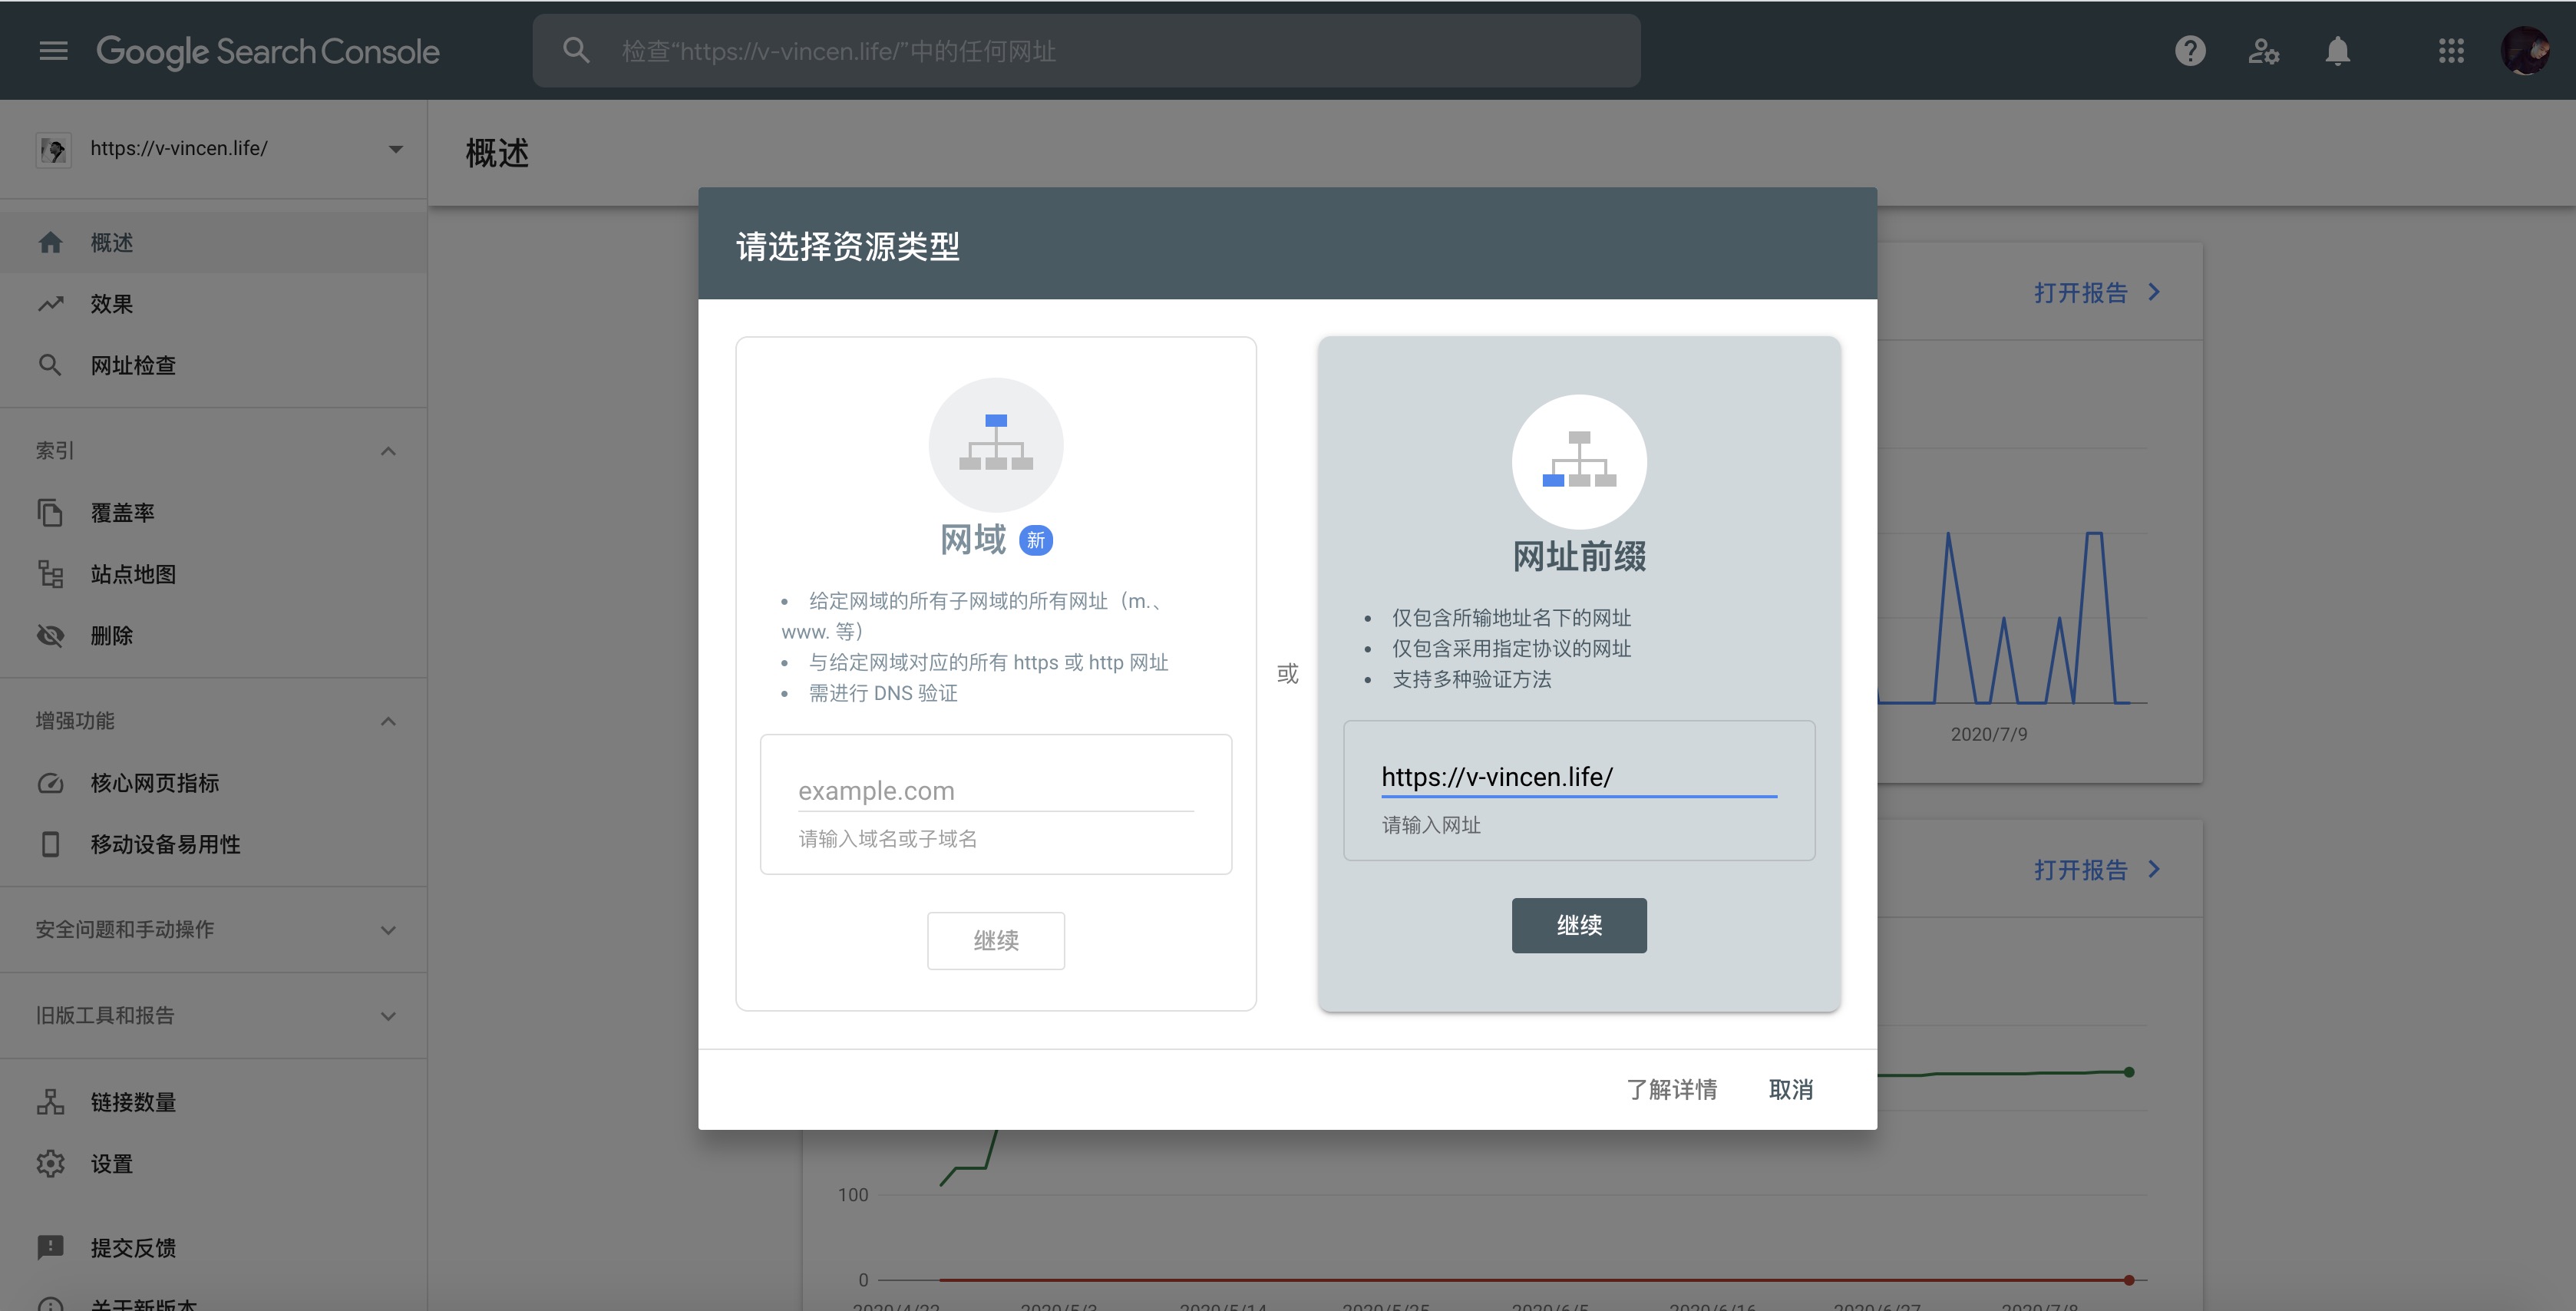 Google Search Console
检查“https://v-vincen.life/”中的任何网址
https://v-vincen.life/
概述
效果
网址检查
索引
覆盖率
站点地图
删除
增强功能
核心网页指标
移动设备易用性
安全问题和手动操作
旧版工具和报告
链接数量
设置
提交反馈
关于新版本
概述
请选择资源类型
网域 新
• 给定网域的所有子网域的所有网址（m.、
www. 等）
• 与给定网域对应的所有 https 或 http 网址
• 需进行 DNS 验证
example.com
请输入域名或子域名
继续
或
网址前缀
• 仅包含所输地址名下的网址
• 仅包含采用指定协议的网址
• 支持多种验证方法
https://v-vincen.life/
请输入网址
继续
了解详情 取消
打开报告
2020/7/9
打开报告
100
0
2020/4/22 2020/5/3 2020/5/14 2020/5/25 2020/6/5 2020/6/16 2020/6/27 2020/7/8